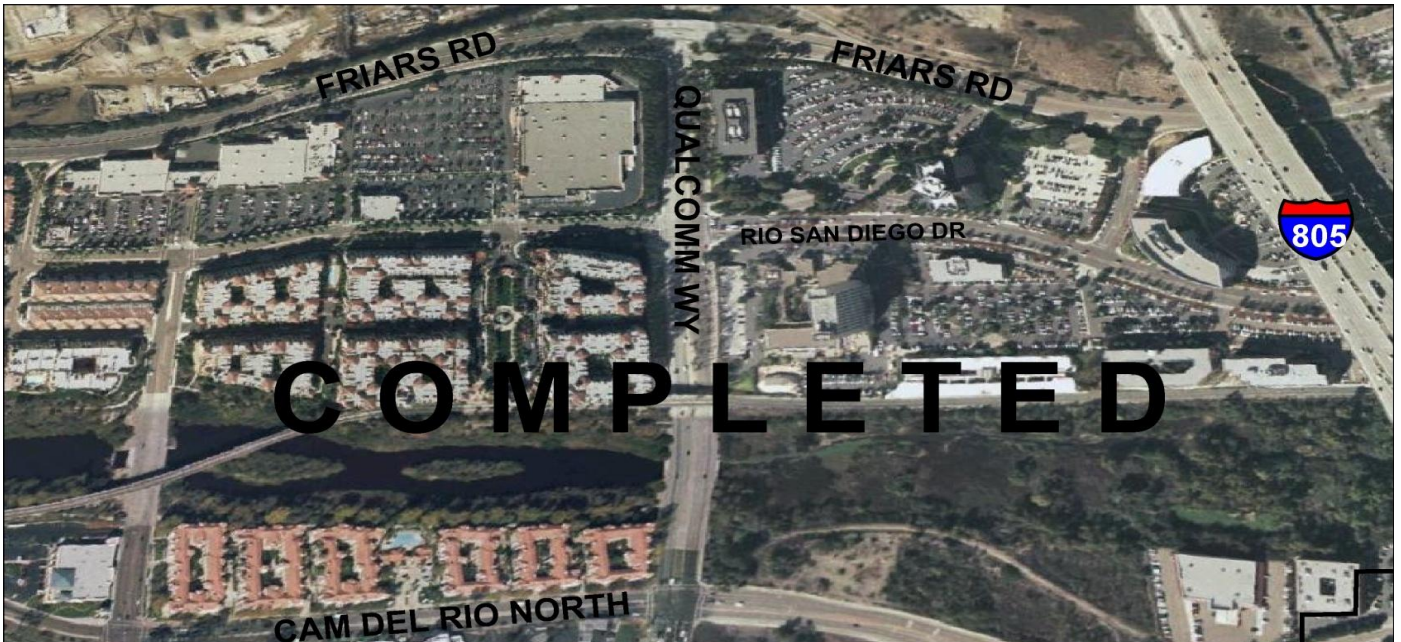 FRIARS RD
FRIARS RD
QUALCOMM WY
RIO SAN DIEGO DR
805
COMPLETED
CAM DEL RIO NORTH